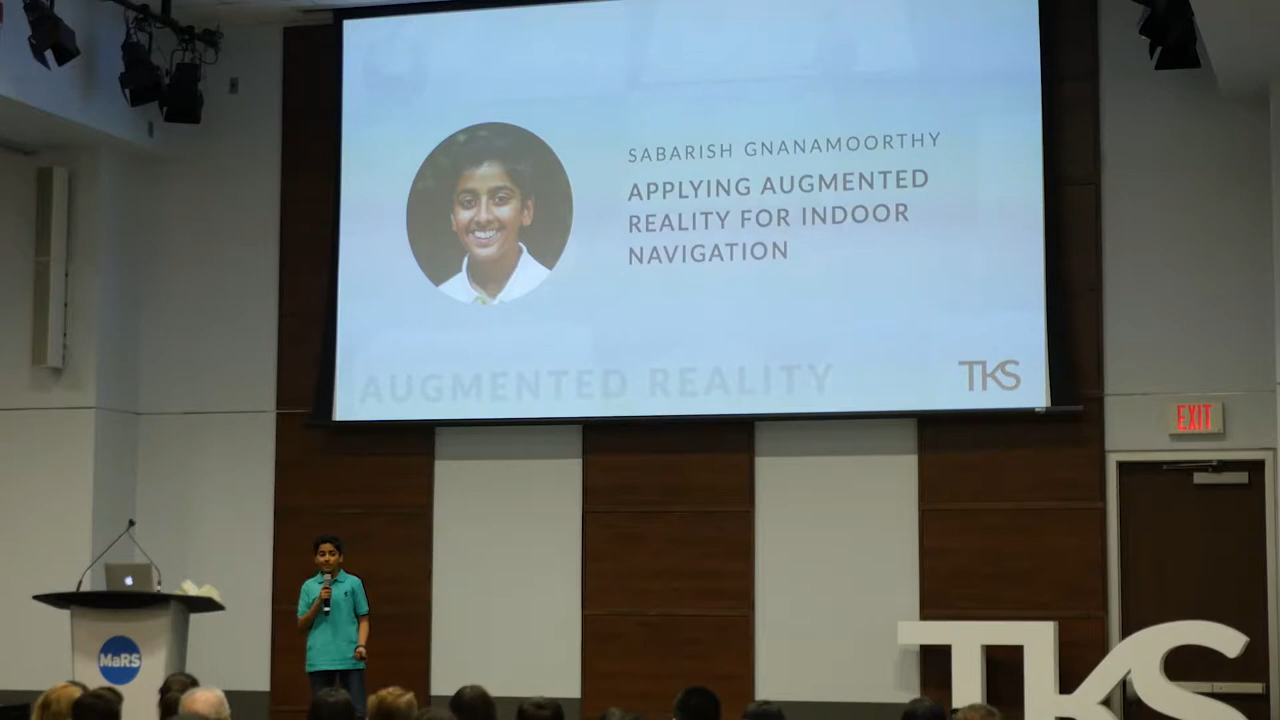 SABARISH GNANAMOORTHY
APPLYING AUGMENTED
REALITY FOR INDOOR
NAVIGATION
AUGMENTED REALITY
TKS
EXIT
MaRS
TKS